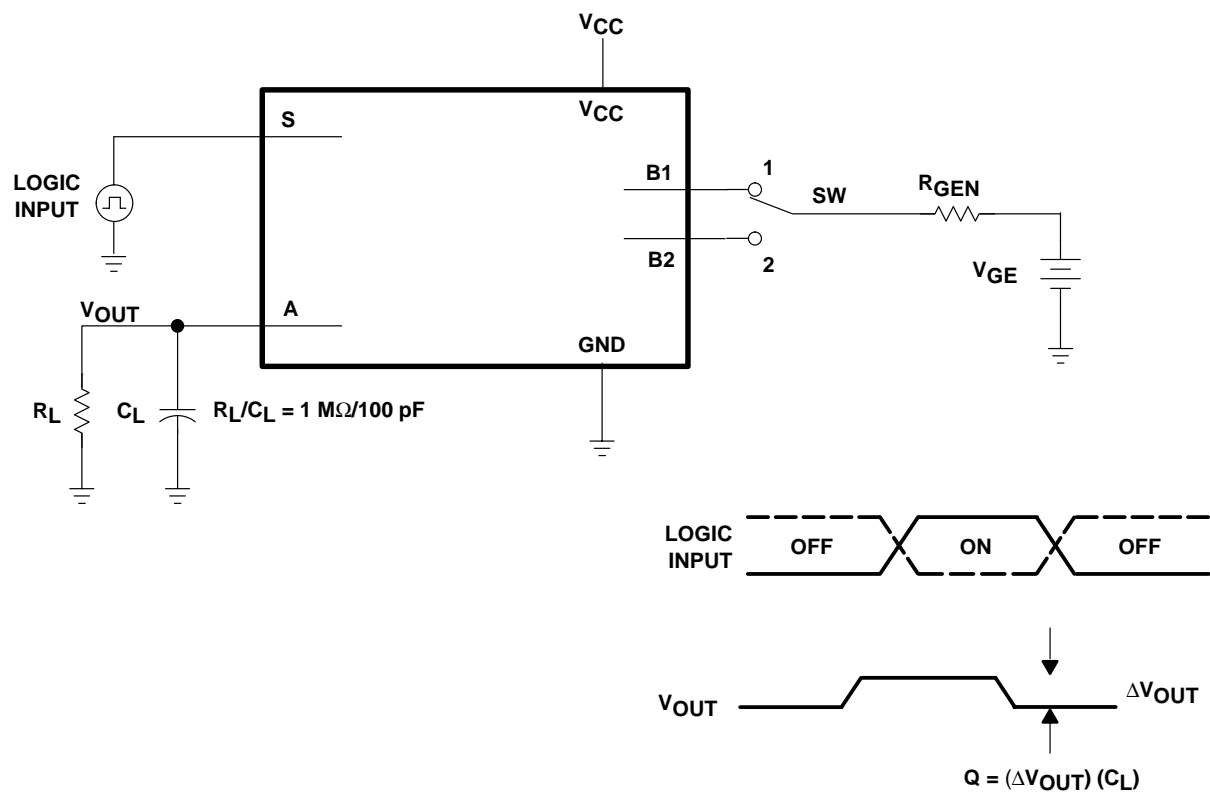 VCC
VCC
S
LOGIC
INPUT
B1
1
SW
RGEN
B2
2
VGE
VOUT
A
GND
RL
CL
RL/CL = 1 MΩ/100 pF
LOGIC
INPUT
OFF
ON
OFF
VOUT
ΔVOUT
Q = (ΔVOUT) (CL)